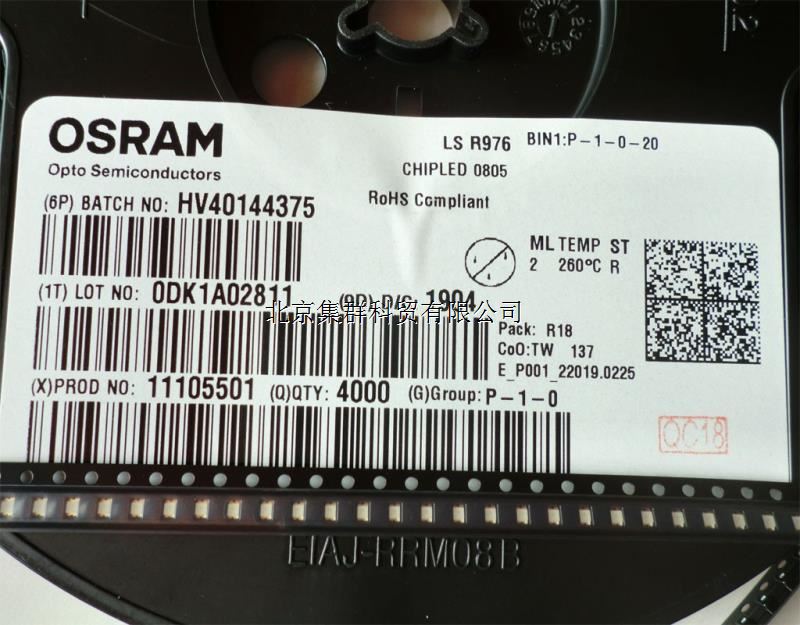 OSRAM
Opto Semiconductors
LS R976
BIN1:P-1-0-20
CHIPLED 0805
RoHS Compliant
(6P) BATCH NO: HV40144375
ML TEMP ST
2 260°C R
(1T) LOT NO: 0DK1A02811 (9D) D/C: 1904
北京集群科贸有限公司
Pack: R18
CoO:TW 137
E_P001_22019.0225
(X)PROD NO: 11105501 (Q)QTY: 4000 (G)Group: P-1-0
QC18
EIAJ-RRM08B